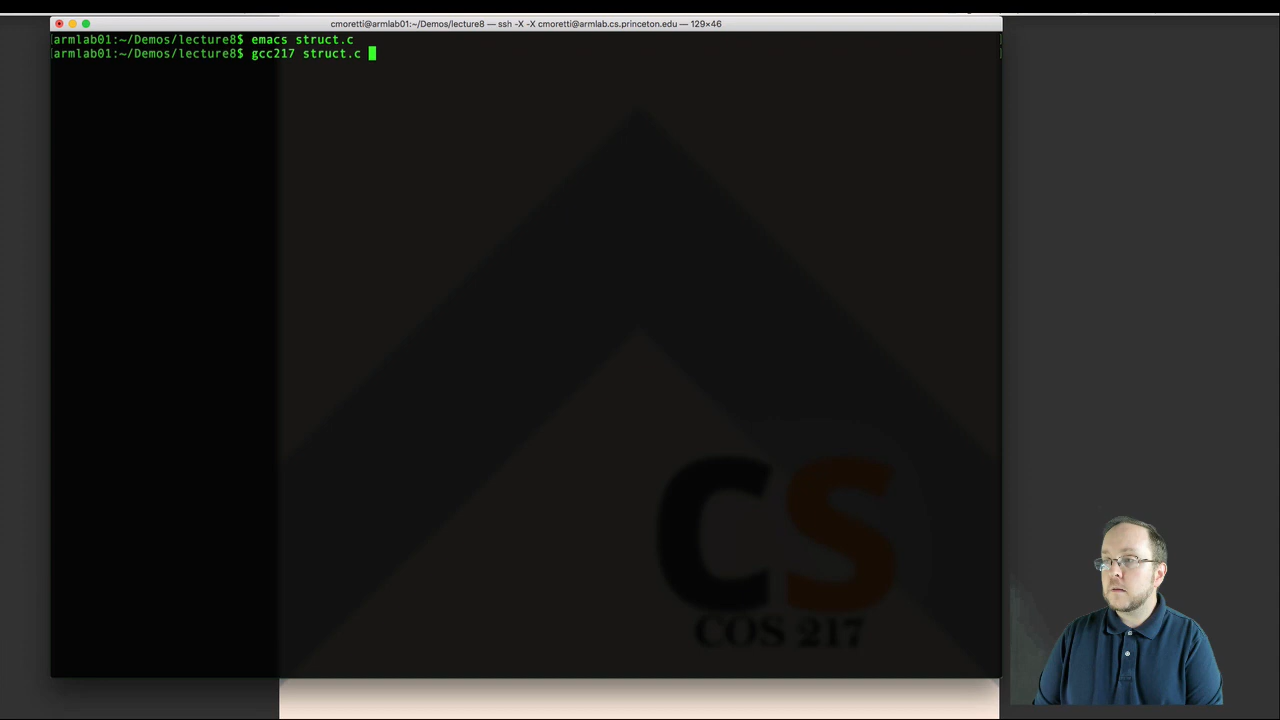 cmoretti@armlab01:~/Demos/lecture8 — ssh -X -X cmoretti@armlab.cs.princeton.edu — 129×46
[armlab01:~/Demos/lecture8$ emacs struct.c
[armlab01:~/Demos/lecture8$ gcc217 struct.c
CS
COS 217